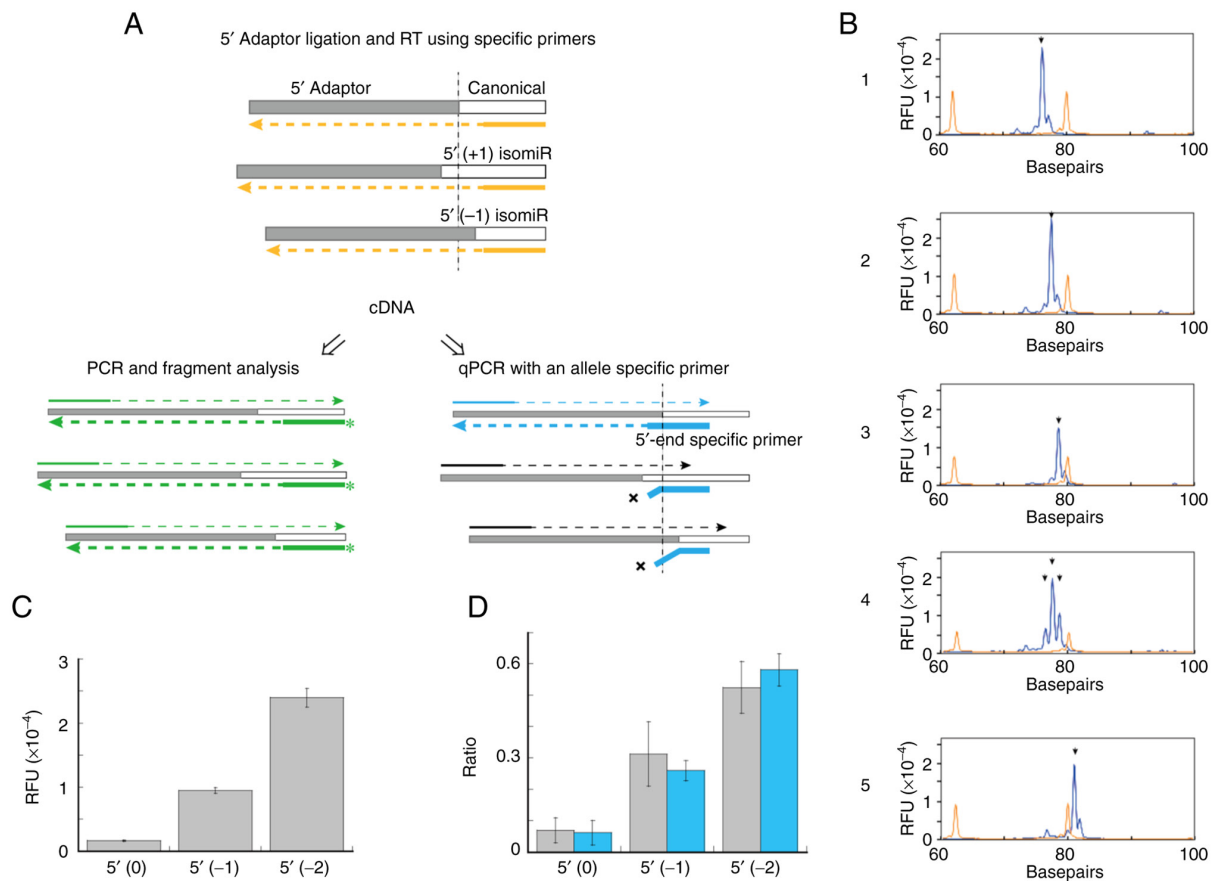 A
5′ Adaptor ligation and RT using specific primers
5′ Adaptor
Canonical
5′ (+1) isomiR
5′ (−1) isomiR
cDNA
PCR and fragment analysis
*
*
*
qPCR with an allele specific primer
5′-end specific primer
×
×
B
1
RFU (×10⁻⁴)
2
1
0
60
80
100
Basepairs
2
RFU (×10⁻⁴)
2
1
0
60
80
100
Basepairs
3
RFU (×10⁻⁴)
2
1
0
60
80
100
Basepairs
4
RFU (×10⁻⁴)
2
1
0
60
80
100
Basepairs
5
RFU (×10⁻⁴)
2
1
0
60
80
100
Basepairs
C
RFU (×10⁻⁴)
3
2
1
0
5′ (0)
5′ (−1)
5′ (−2)
D
Ratio
0.6
0.3
0
5′ (0)
5′ (−1)
5′ (−2)